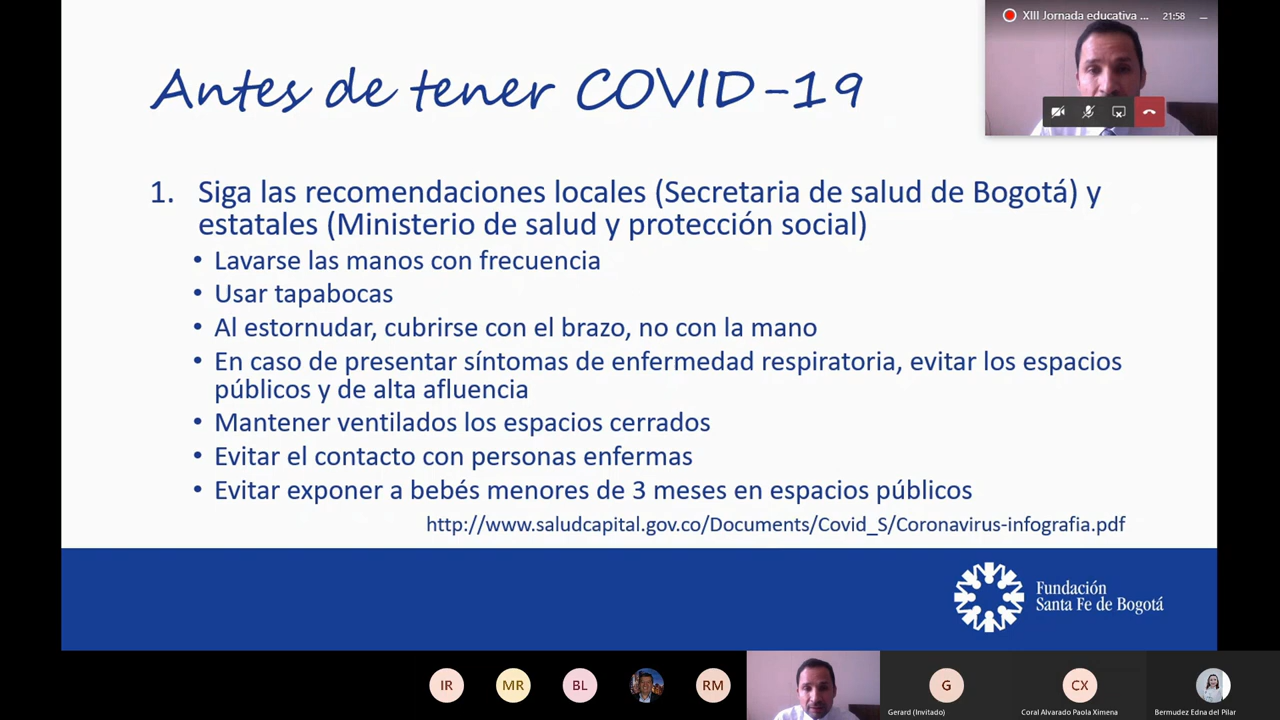 XIII Jornada educativa ...
21:58
Antes de tener COVID-19
1. Siga las recomendaciones locales (Secretaria de salud de Bogotá) y
estatales (Ministerio de salud y protección social)
• Lavarse las manos con frecuencia
• Usar tapabocas
• Al estornudar, cubrirse con el brazo, no con la mano
• En caso de presentar síntomas de enfermedad respiratoria, evitar los espacios
públicos y de alta afluencia
• Mantener ventilados los espacios cerrados
• Evitar el contacto con personas enfermas
• Evitar exponer a bebés menores de 3 meses en espacios públicos
http://www.saludcapital.gov.co/Documents/Covid_S/Coronavirus-infografia.pdf
Fundación
Santa Fe de Bogotá
IR
MR
BL
RM
G
CX
Gerard (Invitado)
Coral Alvarado Paola Ximena
Bermudez Edna del Pilar